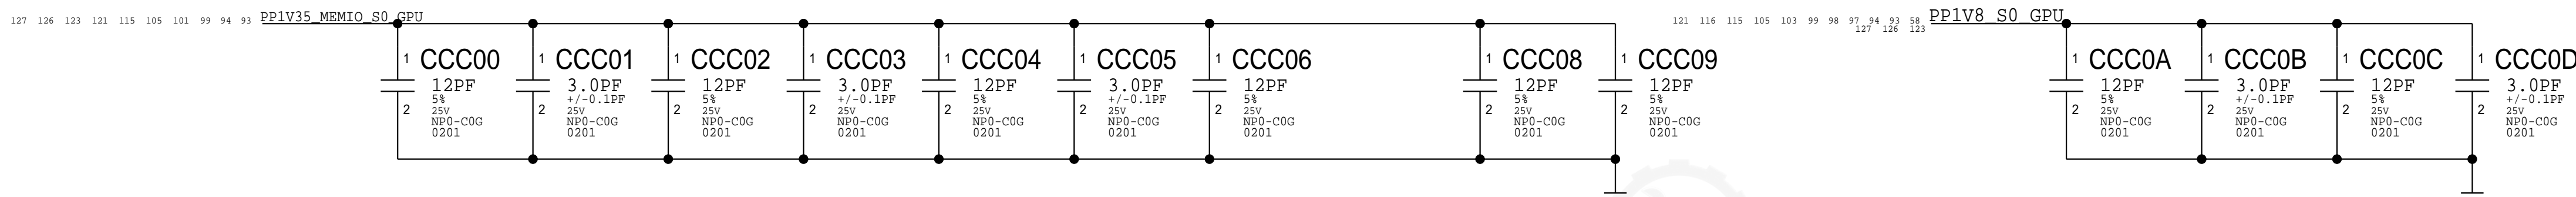 127 126 123 121 115 105 101 99 94 93 PP1V35_MEMIO_S0_GPU
1 CCC00
12PF
5%
25V
2 NP0-C0G
0201
1 CCC01
3.0PF
+/-0.1PF
25V
2 NP0-C0G
0201
1 CCC02
12PF
5%
25V
2 NP0-C0G
0201
1 CCC03
3.0PF
+/-0.1PF
25V
2 NP0-C0G
0201
1 CCC04
12PF
5%
25V
2 NP0-C0G
0201
1 CCC05
3.0PF
+/-0.1PF
25V
2 NP0-C0G
0201
1 CCC06
12PF
5%
25V
2 NP0-C0G
0201
1 CCC08
12PF
5%
25V
2 NP0-C0G
0201
1 CCC09
12PF
5%
25V
2 NP0-C0G
0201
121 116 115 105 103 99 98 97 94 93 58 PP1V8_S0_GPU
127 126 123
1 CCC0A
12PF
5%
25V
2 NP0-C0G
0201
1 CCC0B
3.0PF
+/-0.1PF
25V
2 NP0-C0G
0201
1 CCC0C
12PF
5%
25V
2 NP0-C0G
0201
1 CCC0D
3.0PF
+/-0.1PF
25V
2 NP0-C0G
0201